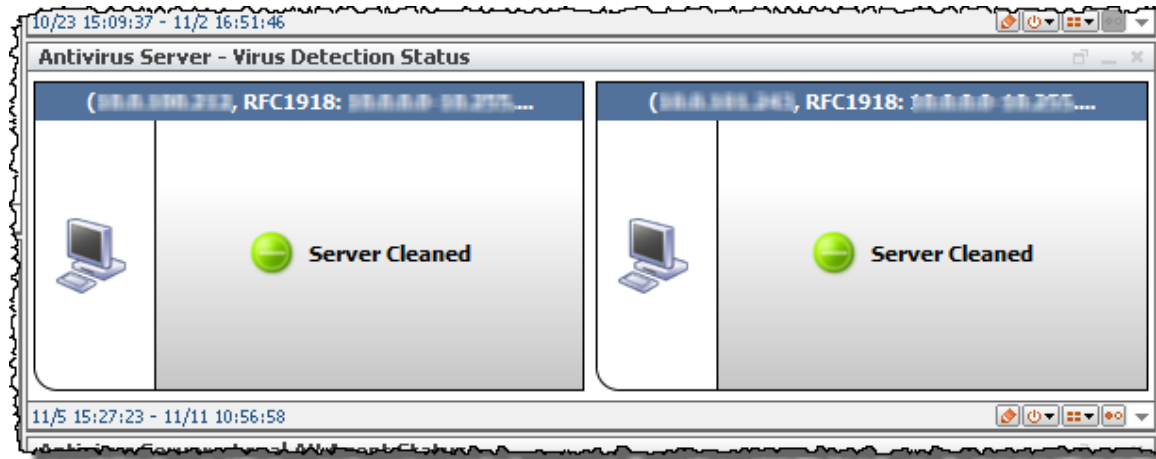 10/23 15:09:37 - 11/2 16:51:46
Antivirus Server - Virus Detection Status
(, RFC1918: ....
(, RFC1918: ....
Server Cleaned
Server Cleaned
11/5 15:27:23 - 11/11 10:56:58